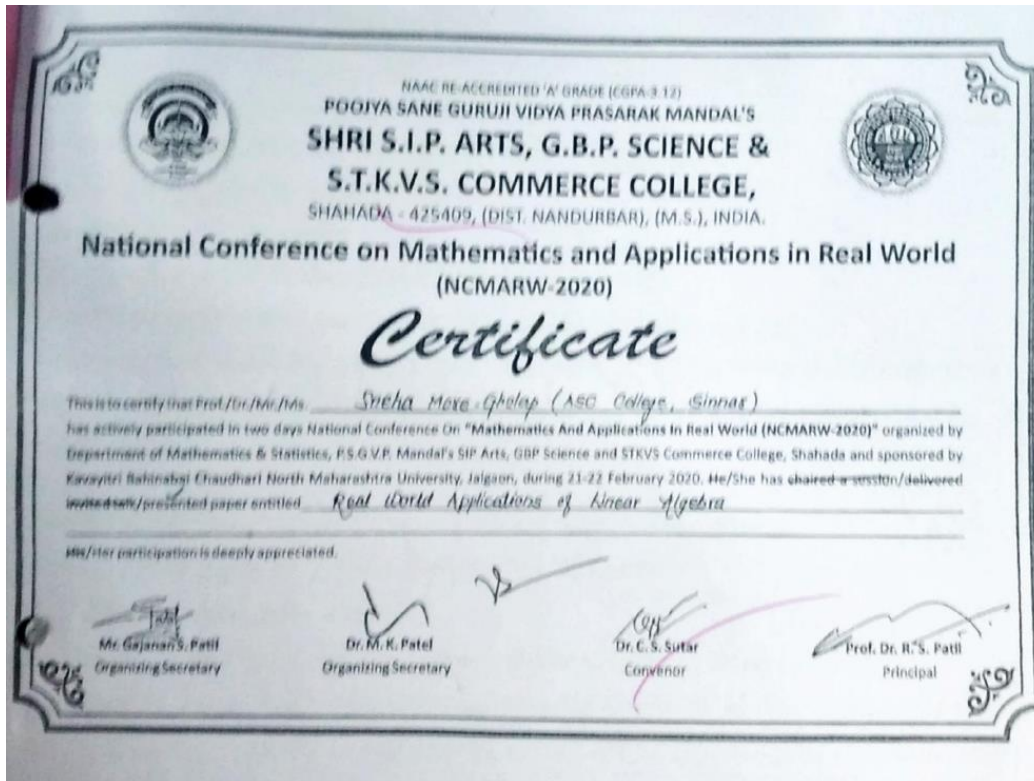 NAAC RE-ACCREDITED 'A' GRADE (CGPA-3.12)
POOJYA SANE GURUJI VIDYA PRASARAK MANDAL'S
SHRI S.I.P. ARTS, G.B.P. SCIENCE &
S.T.K.V.S. COMMERCE COLLEGE,
SHAHADA - 425409, (DIST. NANDURBAR), (M.S.), INDIA.
National Conference on Mathematics and Applications in Real World
(NCMARW-2020)
Certificate
This is to certify that Prof./Dr./Mr./Ms. Sneha More-Gholap (ASC College, Sinnar)
has actively participated in two days National Conference On "Mathematics And Applications In Real World (NCMARW-2020)" organized by
Department of Mathematics & Statistics, P.S.G.V.P. Mandal's SIP Arts, GBP Science and STKVS Commerce College, Shahada and sponsored by
Kavayitri Bahinabai Chaudhari North Maharashtra University, Jalgaon, during 21-22 February 2020. He/She has chaired a session/delivered
invited talk/presented paper entitled Real World Applications of Linear Algebra
His/Her participation is deeply appreciated.
Mr. Gajanan S. Patil
Organizing Secretary
Dr. M. K. Patel
Organizing Secretary
Dr. C. S. Sutar
Convenor
Prof. Dr. R. S. Patil
Principal